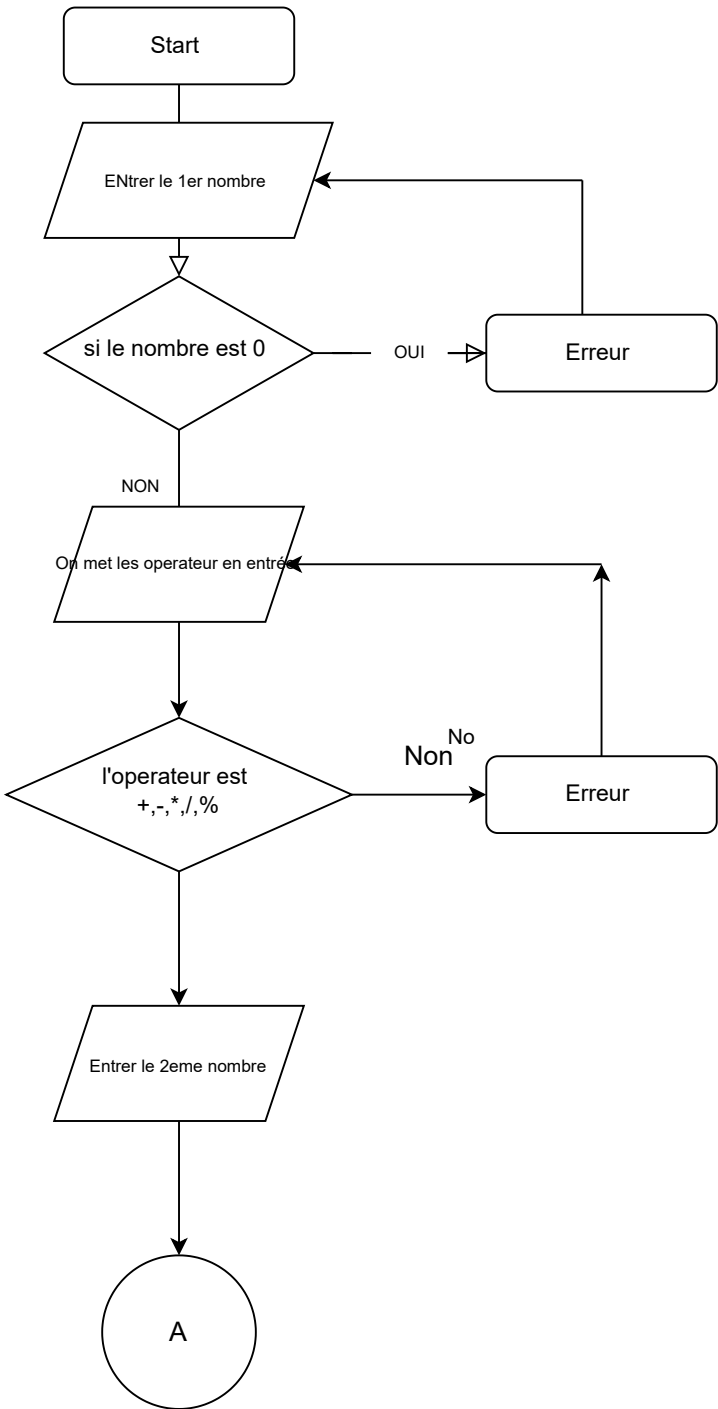 Start
ENtrer le 1er nombre
si le nombre est 0
OUI
Erreur
NON
On met les operateur en entrée
l'operateur est
+,-,*,/,%
No
Non
Erreur
Entrer le 2eme nombre
A